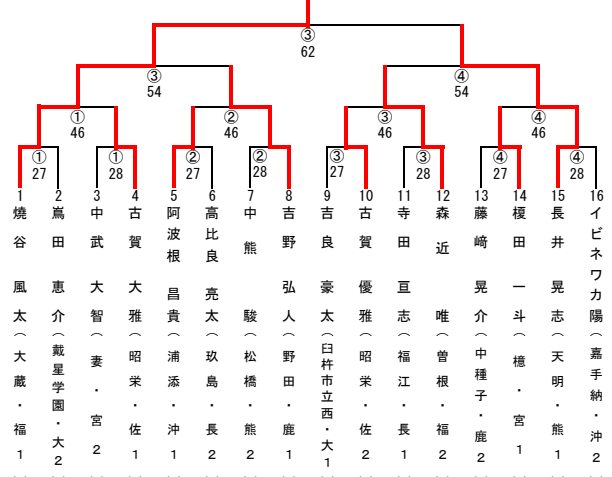 ③
62
③
54
④
54
①
46
②
46
③
46
④
46
①
27
①
28
②
27
②
28
③
27
③
28
④
27
④
28
1 焼谷 風太（大蔵・福1
2 嶌田 恵介（戴星学園・大2
3 中武 大智（妻・宮2
4 古賀 大雅（昭栄・佐1
5 阿波根 昌貴（浦添・沖1
6 高比良 亮太（玖島・長2
7 中熊 駿（松橋・熊2
8 吉野 弘人（野田・鹿1
9 吉良 豪太（臼杵市立西・大1
10 古賀 優雅（昭栄・佐2
11 寺田 亘志（福江・長1
12 森近 唯（曽根・福2
13 藤﨑 晃介（中種子・鹿2
14 榎田 一斗（檍・宮1
15 長井 晃志（天明・熊1
16 イビネワカ陽（嘉手納・沖2